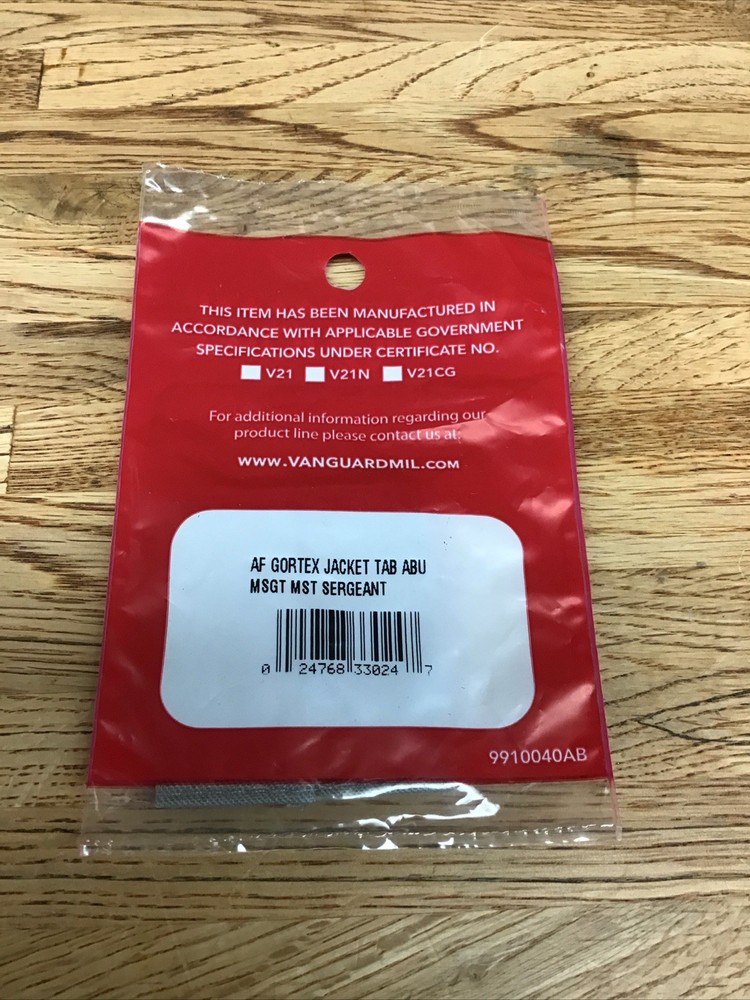 THIS ITEM HAS BEEN MANUFACTURED IN
ACCORDANCE WITH APPLICABLE GOVERNMENT
SPECIFICATIONS UNDER CERTIFICATE NO.
V21 V21N V21CG
For additional information regarding our
product line please contact us at:
WWW.VANGUARDMIL.COM
AF GORTEX JACKET TAB ABU
MSGT MST SERGEANT
0 24768 33024 7
9910040AB